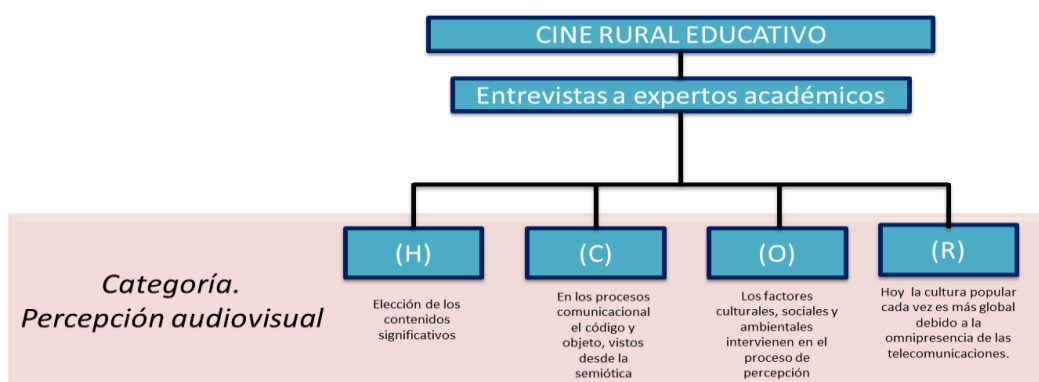 CINE RURAL EDUCATIVO
Entrevistas a expertos académicos
Categoría.
Percepción audiovisual
(H)
Elección de los
contenidos
significativos
(C)
En los procesos
comunicacional
el código y
objeto, vistos
desde la
semiótica
(O)
Los factores
culturales, sociales y
ambientales
intervienen en el
proceso de
percepción
(R)
Hoy la cultura popular
cada vez es más global
debido a la
omnipresencia de las
telecomunicaciones.